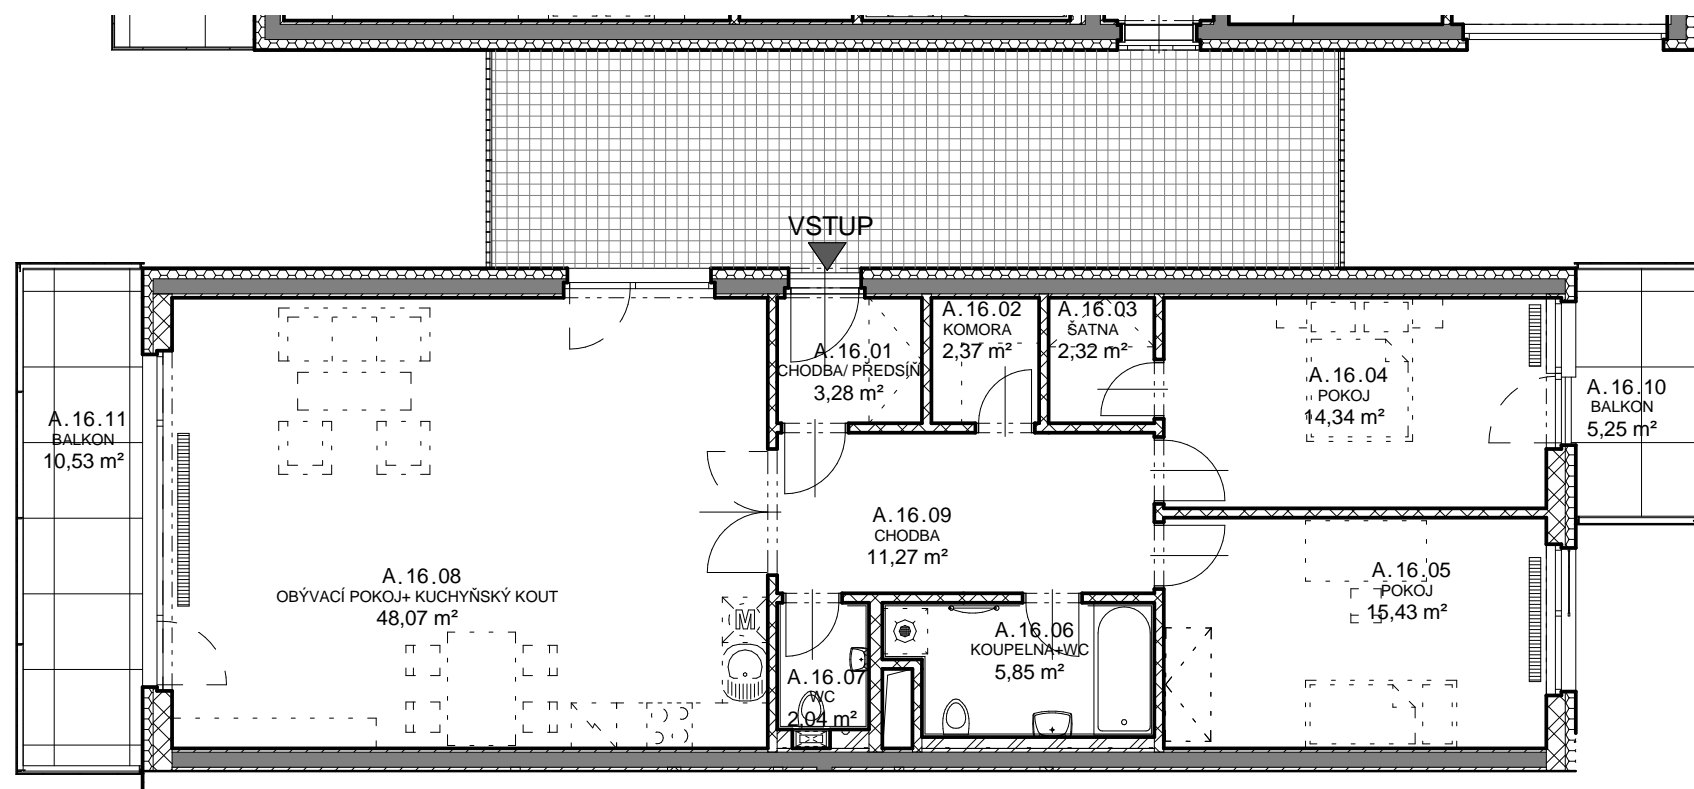 VSTUP
A.16.01
CHODBA/ PŘEDSÍŇ
3,28 m²
A.16.02
KOMORA
2,37 m²
A.16.03
ŠATNA
2,32 m²
A.16.04
POKOJ
14,34 m²
A.16.10
BALKON
5,25 m²
A.16.11
BALKON
10,53 m²
A.16.09
CHODBA
11,27 m²
A.16.08
OBÝVACÍ POKOJ+ KUCHYŇSKÝ KOUT
48,07 m²
A.16.05
POKOJ
15,43 m²
M
A.16.06
KOUPELNA+WC
5,85 m²
A.16.07
WC
2,04 m²